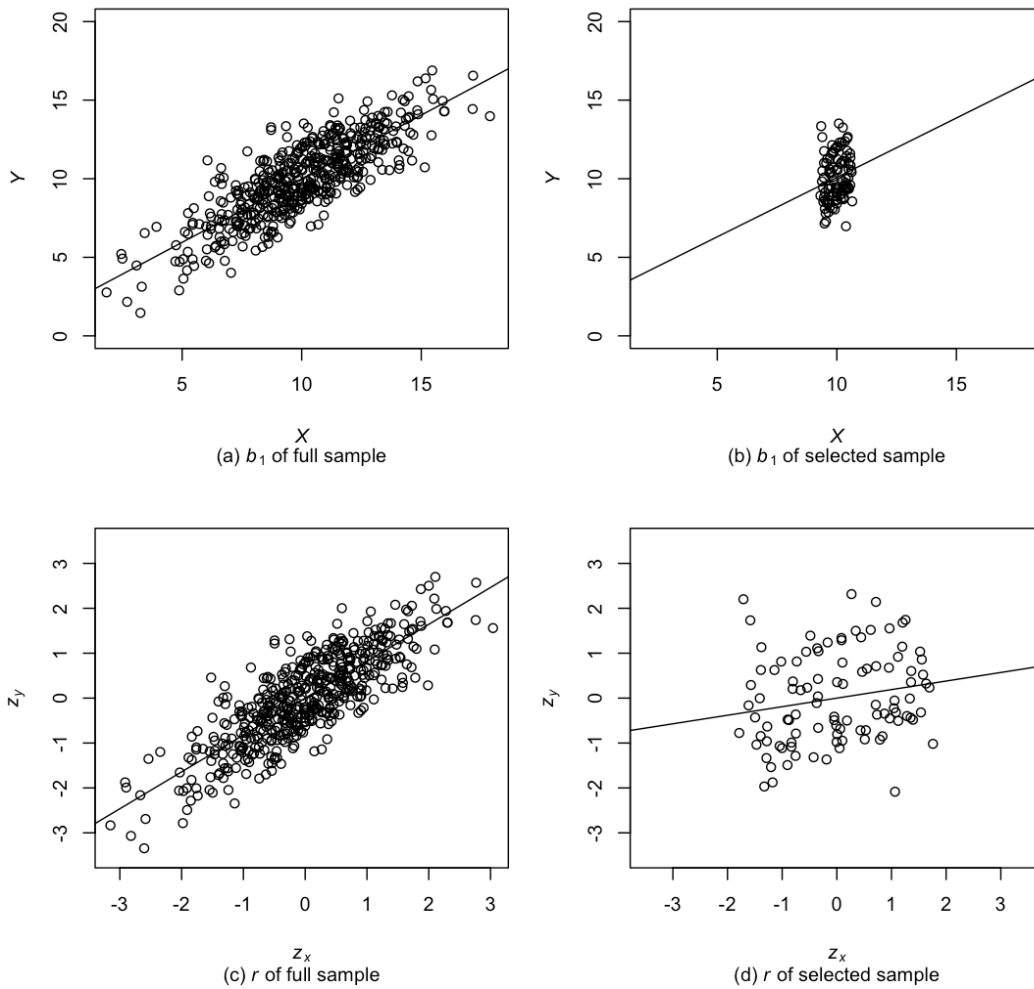 20
15
10
5
0
Y
5 10 15
X
(a) b1 of full sample
20
15
10
5
0
Y
5 10 15
X
(b) b1 of selected sample
3
2
1
0
-1
-2
-3
zy
-3 -2 -1 0 1 2 3
zx
(c) r of full sample
3
2
1
0
-1
-2
-3
zy
-3 -2 -1 0 1 2 3
zx
(d) r of selected sample